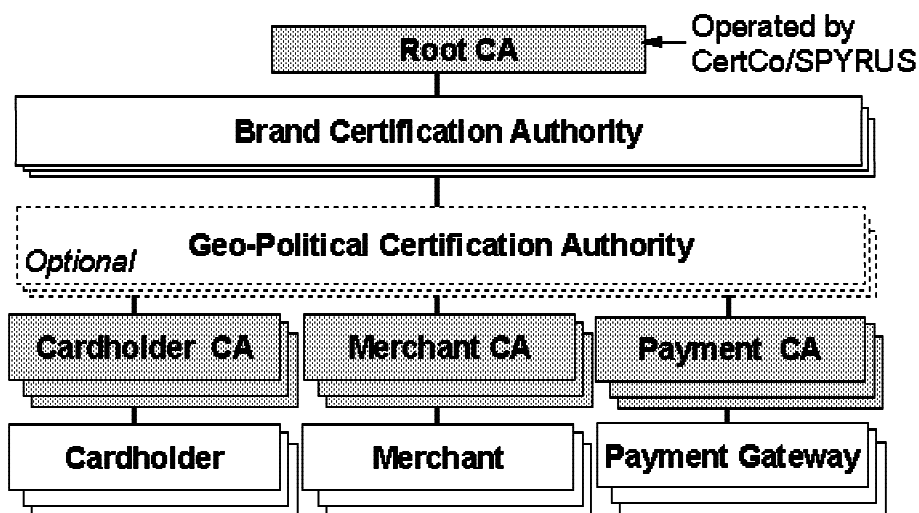 Root CA
Operated by
CertCo/SPYRUS
Brand Certification Authority
Geo-Political Certification Authority
Optional
Cardholder CA
Merchant CA
Payment CA
Cardholder
Merchant
Payment Gateway